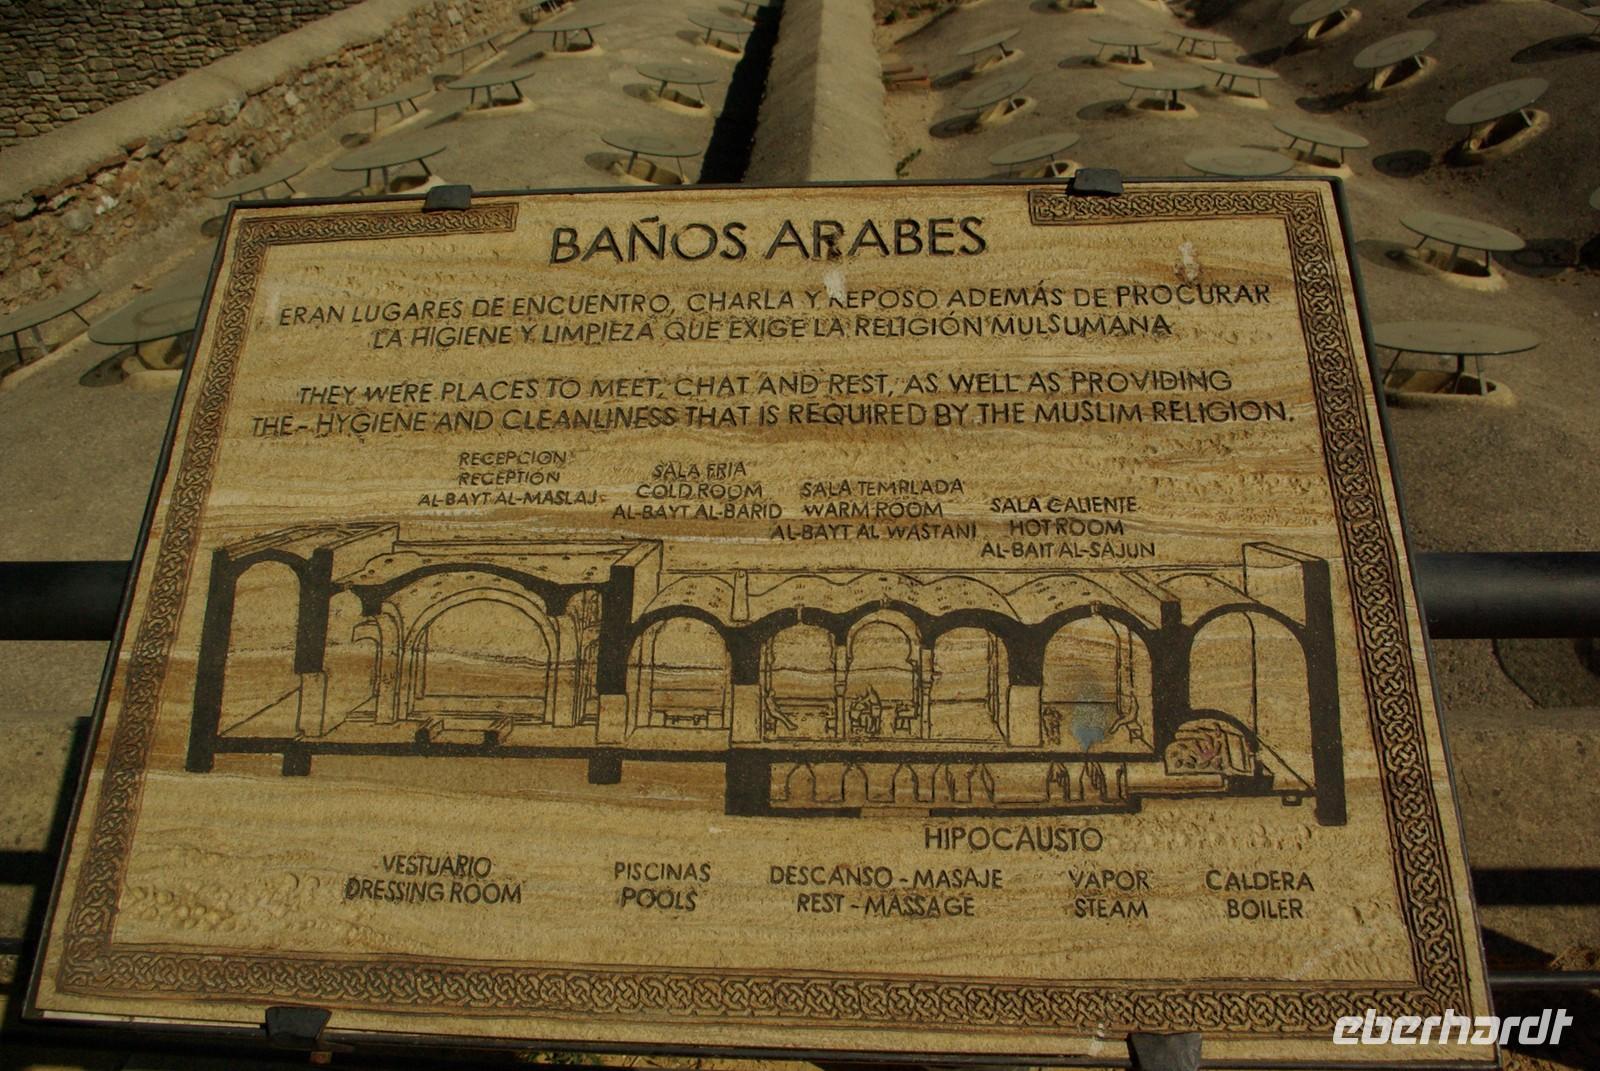 BAÑOS ARABES
ERAN LUGARES DE ENCUENTRO, CHARLA Y REPOSO ADEMÁS DE PROCURAR
LA HIGIENE Y LIMPIEZA QUE EXIGE LA RELIGIÓN MULSUMANA
THEY WERE PLACES TO MEET, CHAT AND REST, AS WELL AS PROVIDING
THE - HYGIENE AND CLEANLINESS THAT IS REQUIRED BY THE MUSLIM RELIGION.
RECEPCION
RECEPTION
AL-BAYT AL-MASLAJ
SALA FRIA
COLD ROOM
AL-BAYT AL-BARID
SALA TEMPLADA
WARM ROOM
AL-BAYT AL WASTANI
SALA CALIENTE
HOT ROOM
AL-BAIT AL-SAJUN
HIPOCAUSTO
VESTUARIO
DRESSING ROOM
PISCINAS
POOLS
DESCANSO - MASAJE
REST - MASSAGE
VAPOR
STEAM
CALDERA
BOILER
eberhardt